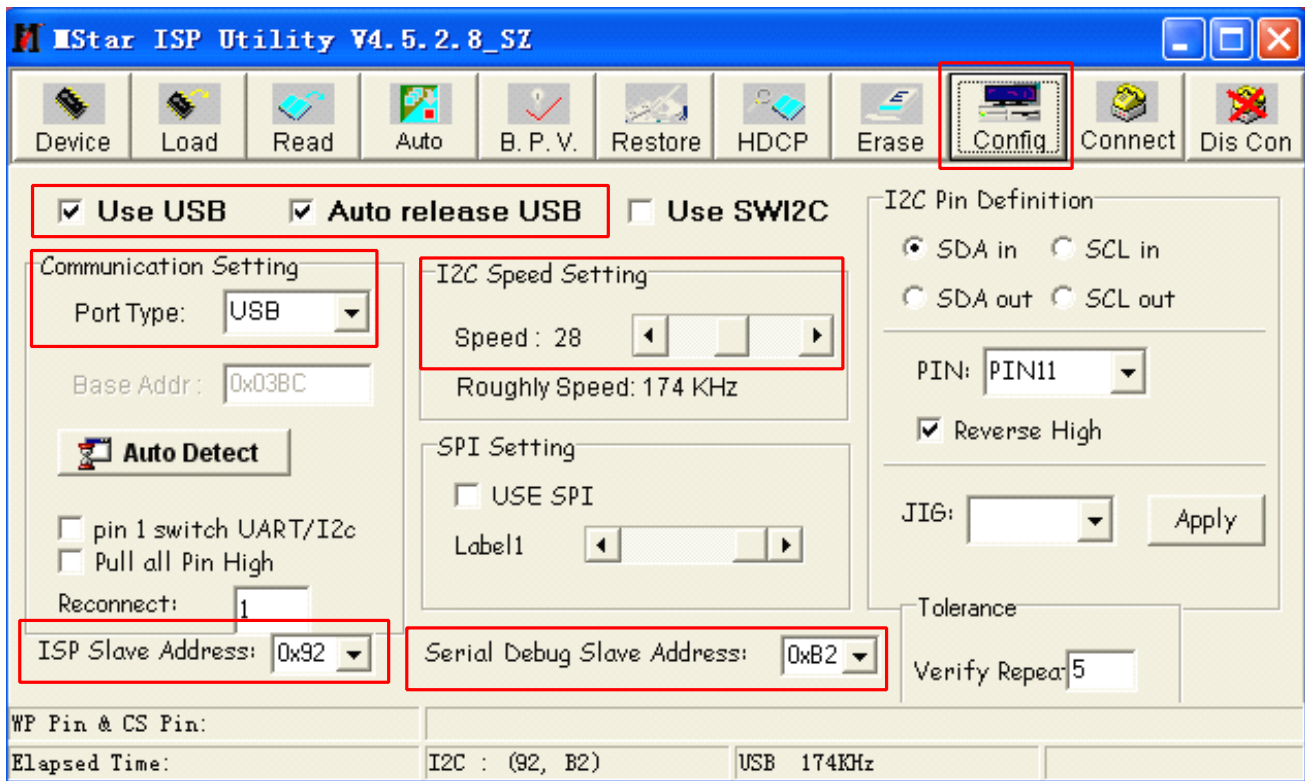 MStar ISP Utility V4.5.2.8_SZ
Device Load Read Auto B.P.V. Restore HDCP Erase Config Connect Dis Con
Use USB Auto release USB Use SWI2C
Communication Setting
Port Type: USB
Base Addr: 0x03BC
Auto Detect
pin 1 switch UART/I2c
Pull all Pin High
Reconnect: 1
ISP Slave Address: 0x92
I2C Speed Setting
Speed : 28
Roughly Speed: 174 KHz
SPI Setting
USE SPI
Label1
Serial Debug Slave Address: 0xB2
I2C Pin Definition
SDA in SCL in
SDA out SCL out
PIN: PIN11
Reverse High
JIG: Apply
Tolerance
Verify Repea 5
WP Pin & CS Pin:
Elapsed Time: I2C : (92, B2) USB 174KHz